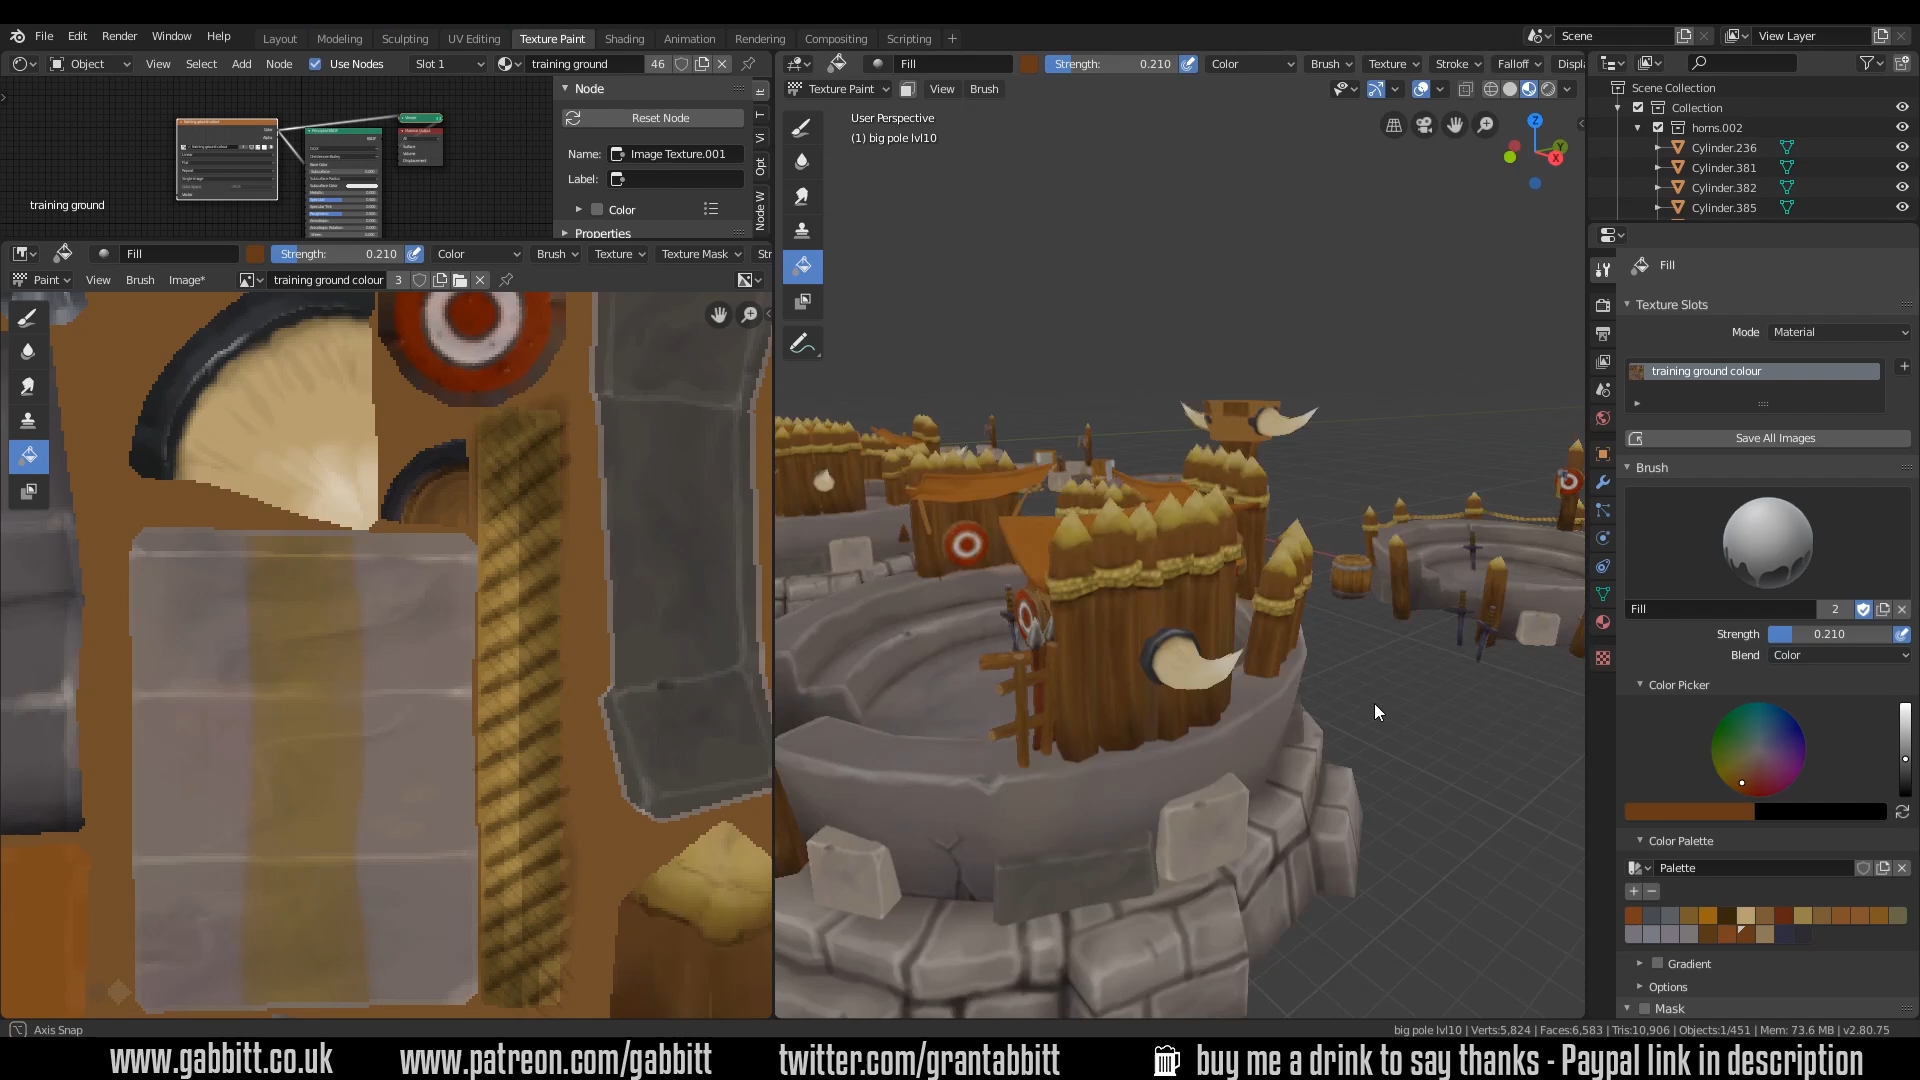 File Edit Render Window Help Layout Modeling Sculpting UV Editing Texture Paint Shading Animation Rendering Compositing Scripting + Scene View Layer
Object View Select Add Node Use Nodes Slot 1 training ground 46
Fill Strength: 0.210 Color Brush Texture Stroke Falloff Displ
Texture Paint View Brush
User Perspective
(1) big pole lvl10
Node
Reset Node
Name: Image Texture.001
Label:
Color
Properties
training ground
Fill Strength: 0.210 Color Brush Texture Texture Mask Str
Paint View Brush Image* training ground colour 3
Scene Collection
Collection
horns.002
Cylinder.236
Cylinder.381
Cylinder.382
Cylinder.385
Fill
Texture Slots
Mode Material
training ground colour
Save All Images
Brush
Fill 2
Strength 0.210
Blend Color
Color Picker
Color Palette
Palette
Gradient
Options
Mask
Axis Snap
big pole lvl10 | Verts:5,824 | Faces:6,583 | Tris:10,906 | Objects:1/451 | Mem: 73.6 MB | v2.80.75
www.gabbitt.co.uk www.patreon.com/gabbitt twitter.com/grantabbitt buy me a drink to say thanks - Paypal link in description